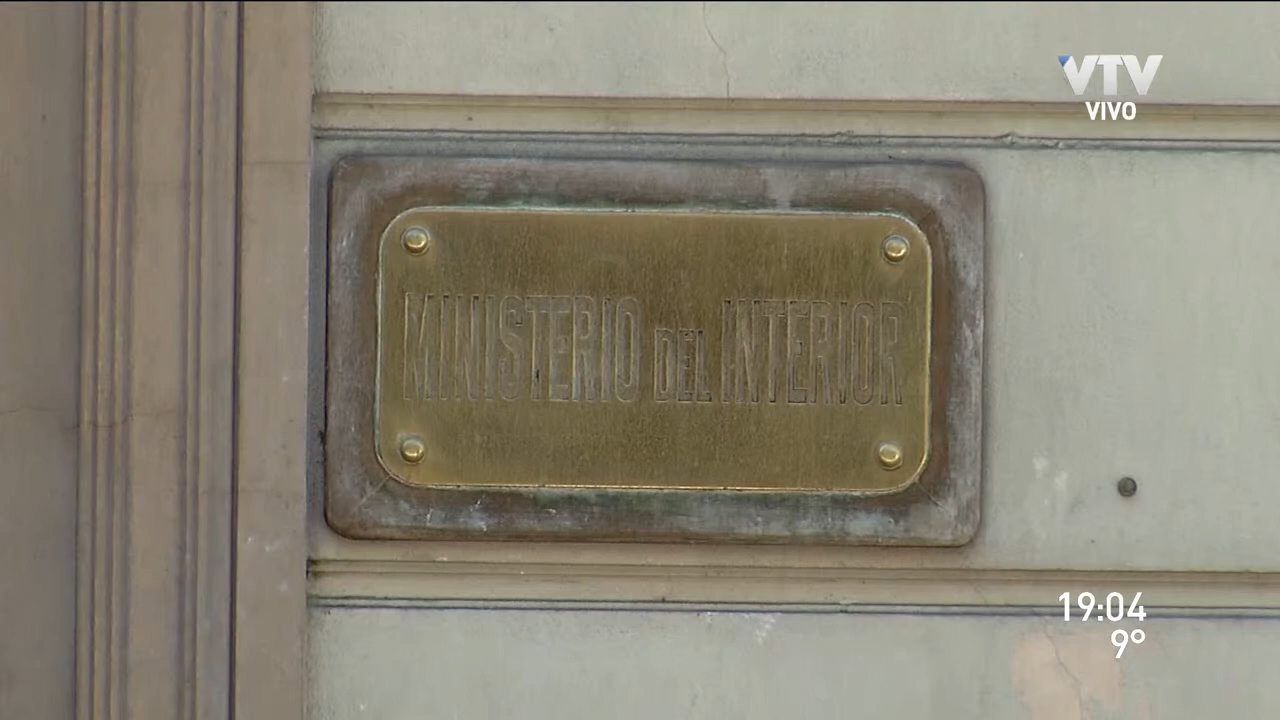 VTV
VIVO
MINISTERIO DEL INTERIOR
19:04
9°